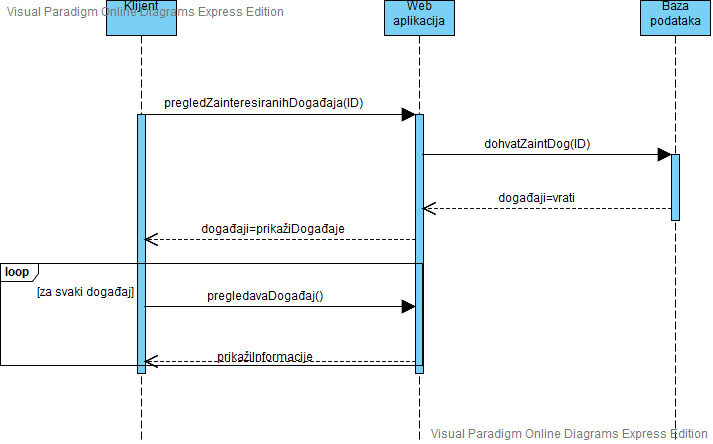 Visual Paradigm Online Diagrams Express Edition
Klijent
Web
aplikacija
Baza
podataka
pregledZainteresiranihDogađaja(ID)
dohvatZaintDog(ID)
događaji=vrati
događaji=prikažiDogađaje
loop
[za svaki događaj]
pregledavaDogađaj()
prikažiInformacije
Visual Paradigm Online Diagrams Express Edition